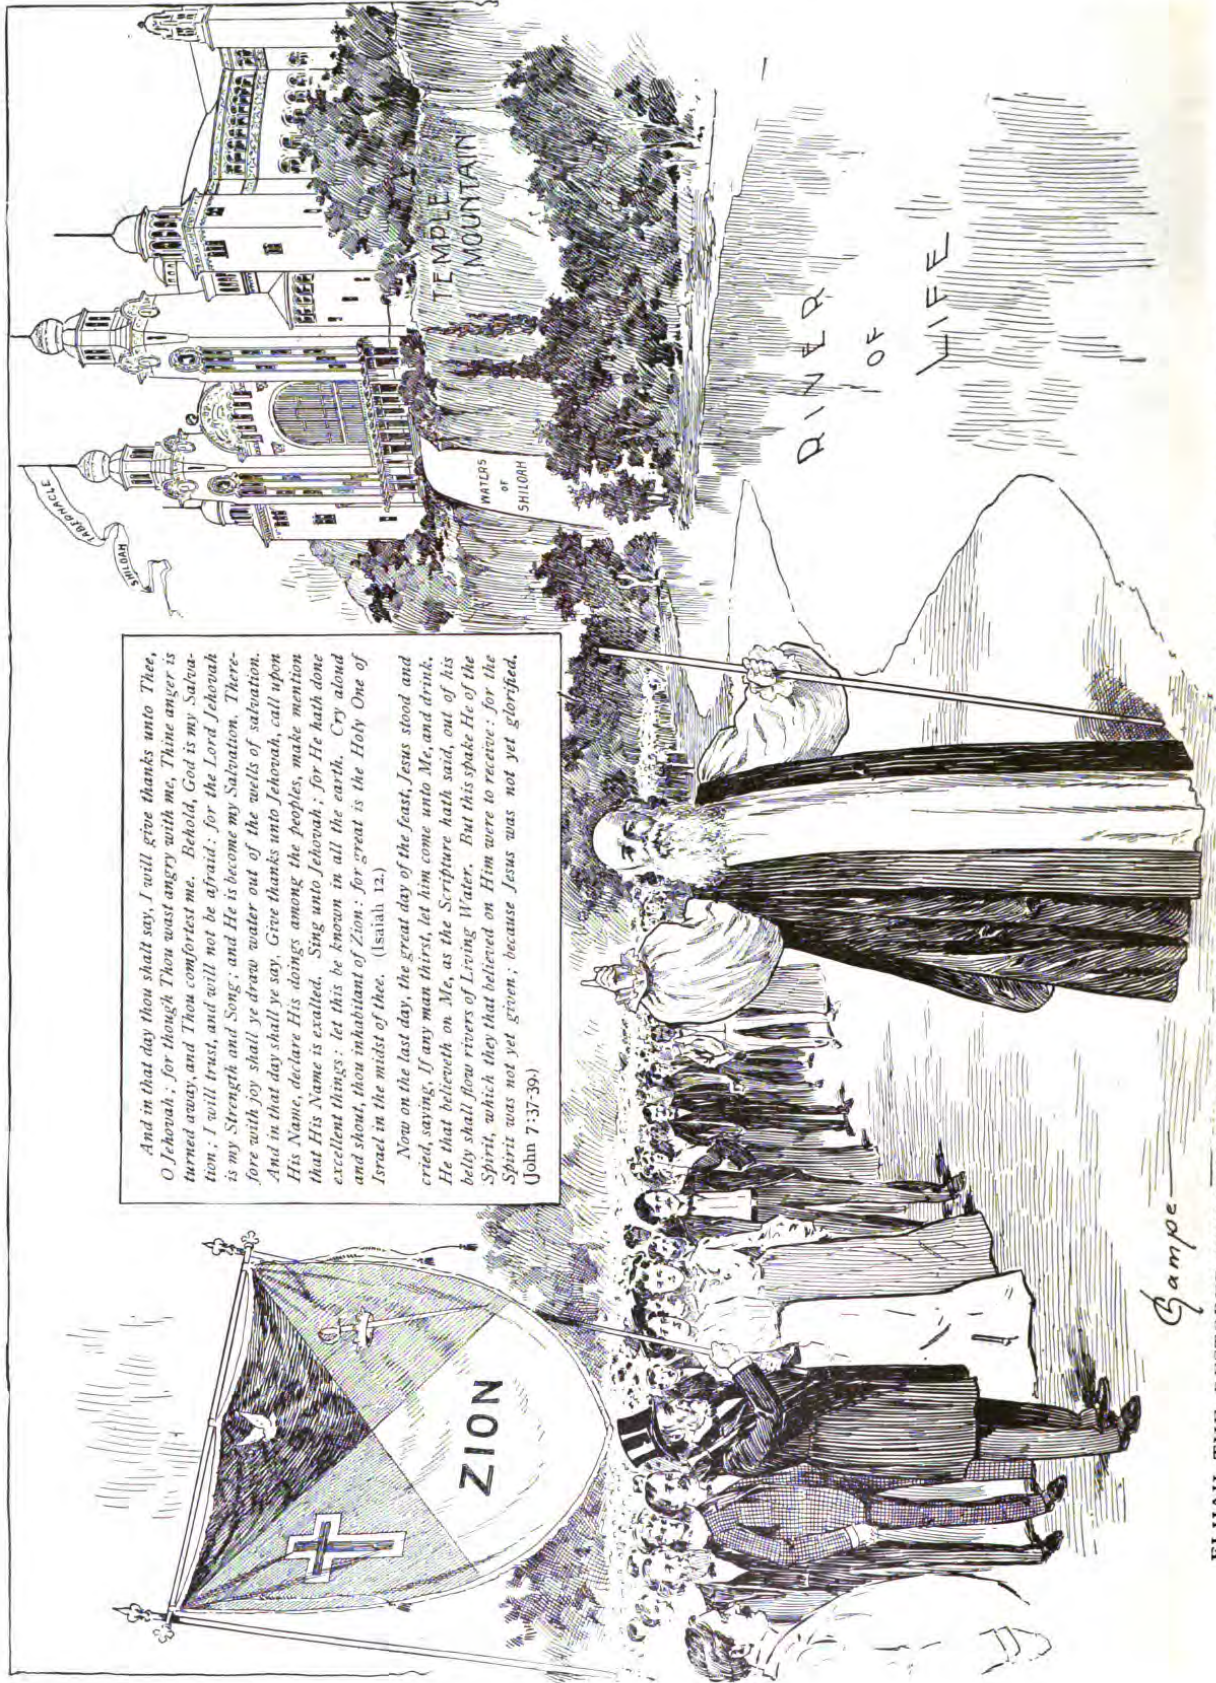 SHILOAH TABERNACLE
And in that day thou shalt say, I will give thanks unto Thee,
O Jehovah; for though Thou wast angry with me, Thine anger is
turned away, and Thou comfortest me. Behold, God is my Salva-
tion; I will trust, and will not be afraid: for the Lord Jehovah
is my Strength and Song; and He is become my Salvation. There-
fore with joy shall ye draw water out of the wells of salvation.
And in that day shall ye say, Give thanks unto Jehovah, call upon
His Name, declare His doings among the peoples, make mention
that His Name is exalted. Sing unto Jehovah; for He hath done
excellent things: let this be known in all the earth. Cry aloud
and shout, thou inhabitant of Zion: for great is the Holy One of
Israel in the midst of thee. (Isaiah 12.)
Now on the last day, the great day of the feast, Jesus stood and
cried, saying, If any man thirst, let him come unto Me, and drink.
He that believeth on Me, as the Scripture hath said, out of his
belly shall flow rivers of Living Water. But this spake He of the
Spirit, which they that believed on Him were to receive: for the
Spirit was not yet given; because Jesus was not yet glorified.
(John 7:37-39.)
ZION
TEMPLE
MOUNTAIN
WATERS
OF
SHILOAH
RIVER
OF
LIFE
Champe